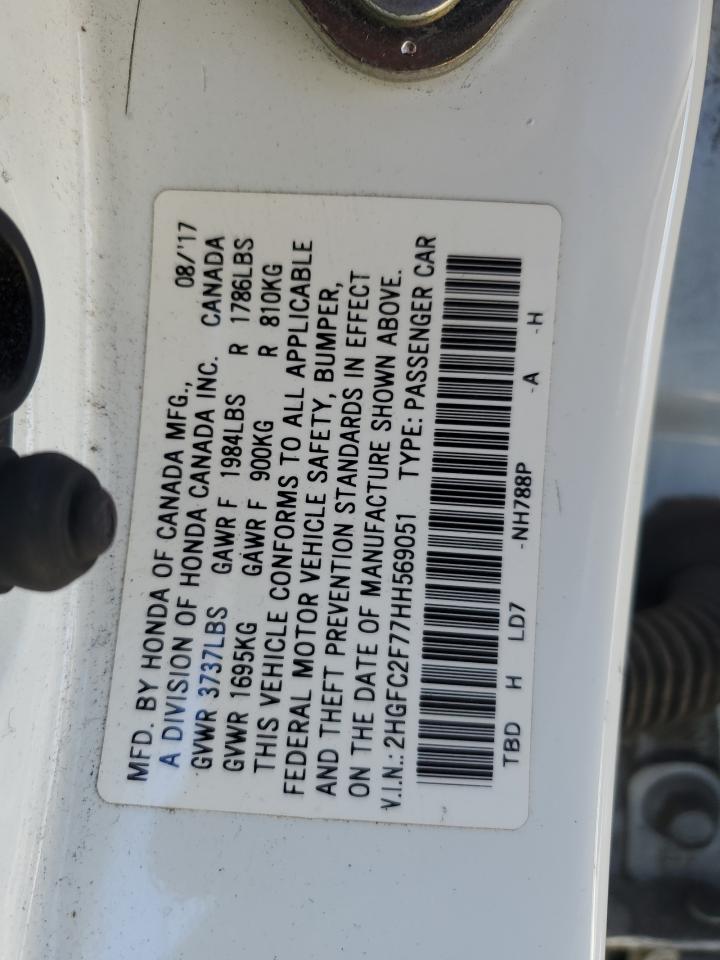 MFD. BY HONDA OF CANADA MFG., 08/'17
A DIVISION OF HONDA CANADA INC. CANADA
GVWR 3737LBS GAWR F 1984LBS R 1786LBS
GVWR 1695KG GAWR F 900KG R 810KG
THIS VEHICLE CONFORMS TO ALL APPLICABLE
FEDERAL MOTOR VEHICLE SAFETY, BUMPER,
AND THEFT PREVENTION STANDARDS IN EFFECT
ON THE DATE OF MANUFACTURE SHOWN ABOVE.
V.I.N.: 2HGFC2F77HH569051 TYPE: PASSENGER CAR
TBD H LD7 -NH788P -A -H